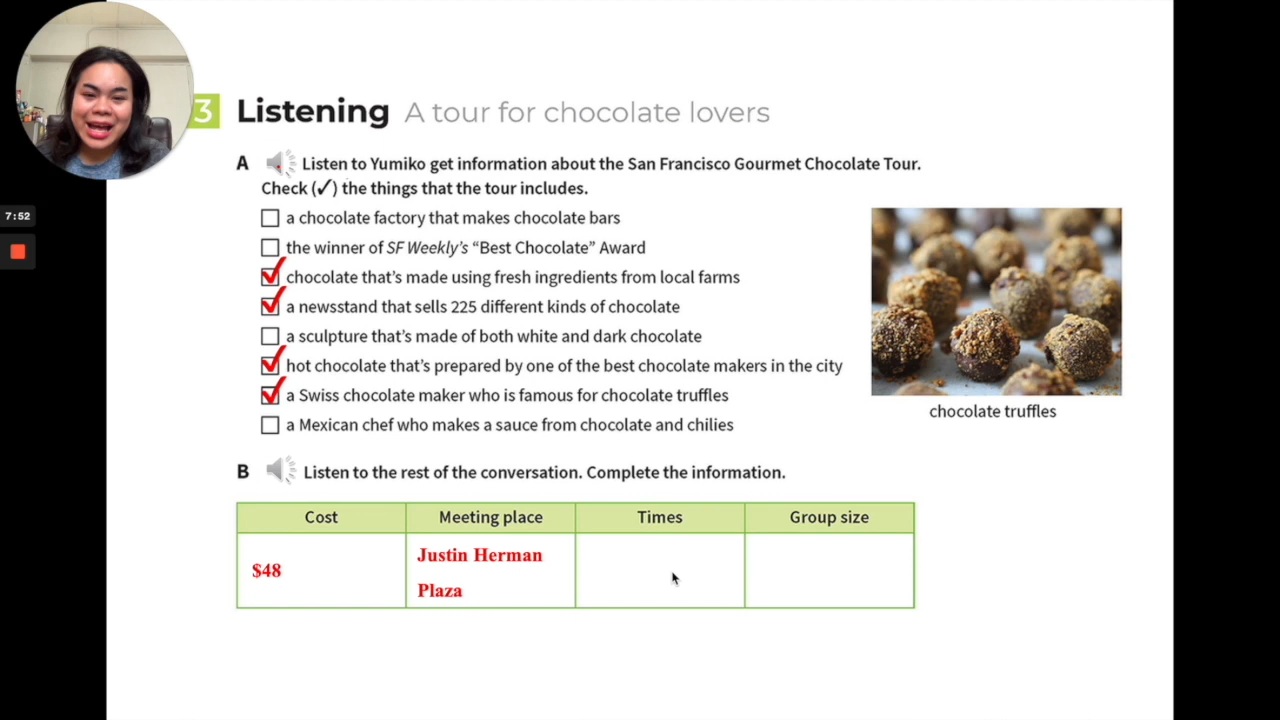 3 Listening A tour for chocolate lovers
A Listen to Yumiko get information about the San Francisco Gourmet Chocolate Tour.
Check (✓) the things that the tour includes.
a chocolate factory that makes chocolate bars
the winner of SF Weekly's “Best Chocolate” Award
chocolate that's made using fresh ingredients from local farms
a newsstand that sells 225 different kinds of chocolate
a sculpture that's made of both white and dark chocolate
hot chocolate that's prepared by one of the best chocolate makers in the city
a Swiss chocolate maker who is famous for chocolate truffles
a Mexican chef who makes a sauce from chocolate and chilies
chocolate truffles
B Listen to the rest of the conversation. Complete the information.
Cost Meeting place Times Group size
$48 Justin Herman
Plaza
7:52